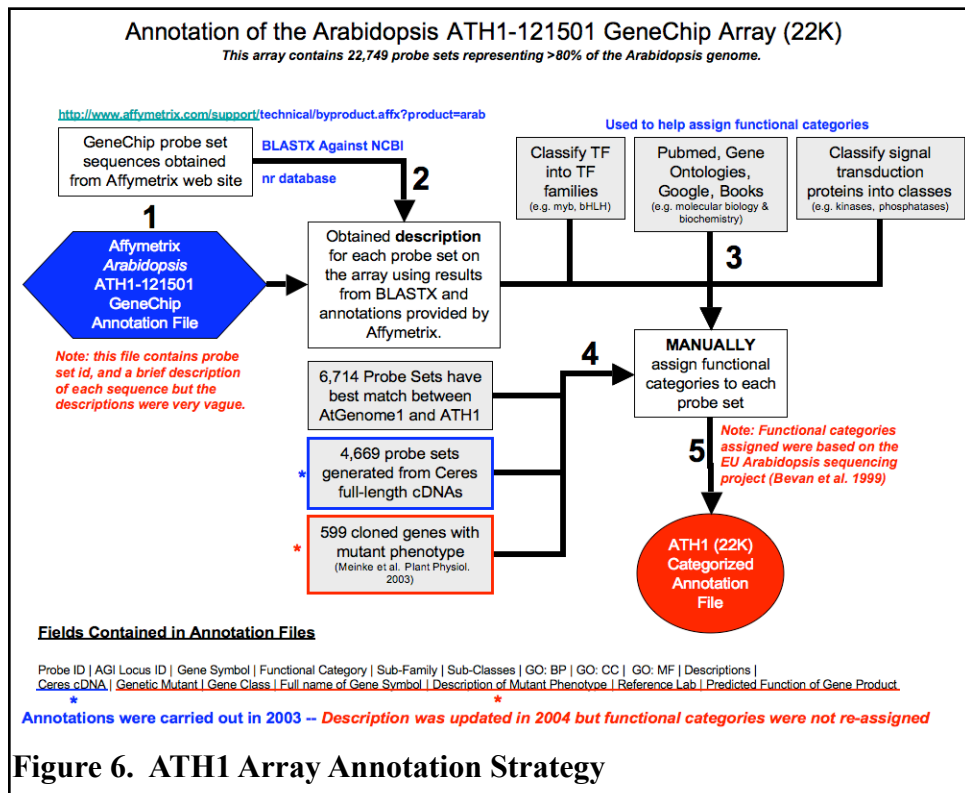 Annotation of the Arabidopsis ATH1-121501 GeneChip Array (22K)
This array contains 22,749 probe sets representing >80% of the Arabidopsis genome.
http://www.affymetrix.com/support/technical/byproduct.affx?product=arab
GeneChip probe set
sequences obtained
from Affymetrix web site
BLASTX Against NCBI
nr database
1
2
Used to help assign functional categories
Classify TF
into TF
families
(e.g. myb, bHLH)
Pubmed, Gene
Ontologies,
Google, Books
(e.g. molecular biology &
biochemistry)
Classify signal
transduction
proteins into classes
(e.g. kinases, phosphatases)
3
Affymetrix
Arabidopsis
ATH1-121501
GeneChip
Annotation File
Obtained description
for each probe set on
the array using results
from BLASTX and
annotations provided by
Affymetrix.
Note: this file contains probe
set id, and a brief description
of each sequence but the
descriptions were very vague.
6,714 Probe Sets have
best match between
AtGenome1 and ATH1
* 4,669 probe sets
generated from Ceres
full-length cDNAs
* 599 cloned genes with
mutant phenotype
(Meinke et al. Plant Physiol.
2003)
4
MANUALLY
assign functional
categories to each
probe set
5
Note: Functional categories
assigned were based on the
EU Arabidopsis sequencing
project (Bevan et al. 1999)
ATH1 (22K)
Categorized
Annotation
File
Fields Contained in Annotation Files
Probe ID | AGI Locus ID | Gene Symbol | Functional Category | Sub-Family | Sub-Classes | GO: BP | GO: CC | GO: MF | Descriptions |
Ceres cDNA | Genetic Mutant | Gene Class | Full name of Gene Symbol | Description of Mutant Phenotype | Reference Lab | Predicted Function of Gene Product
* *
Annotations were carried out in 2003 -- Description was updated in 2004 but functional categories were not re-assigned
Figure 6. ATH1 Array Annotation Strategy